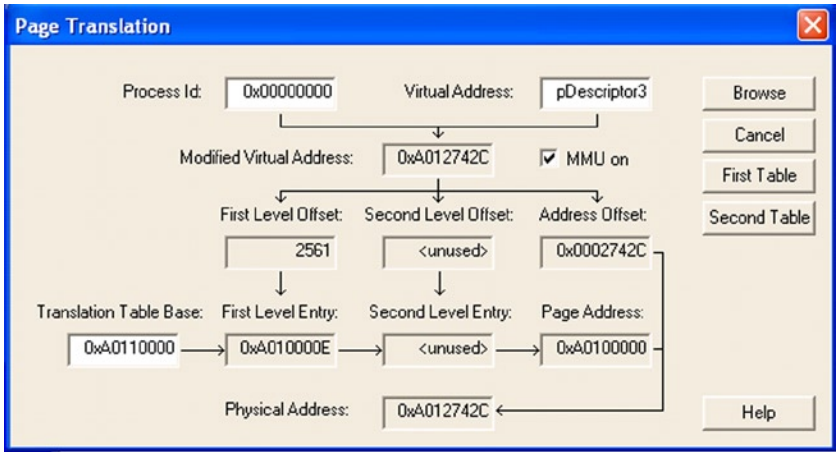 Page Translation
Process Id: 0x00000000 Virtual Address: pDescriptor3 Browse
Cancel
Modified Virtual Address: 0xA012742C MMU on
First Table
First Level Offset: Second Level Offset: Address Offset: Second Table
2561 <unused> 0x0002742C
Translation Table Base: First Level Entry: Second Level Entry: Page Address:
0xA0110000 0xA010000E <unused> 0xA0100000
Physical Address: 0xA012742C Help